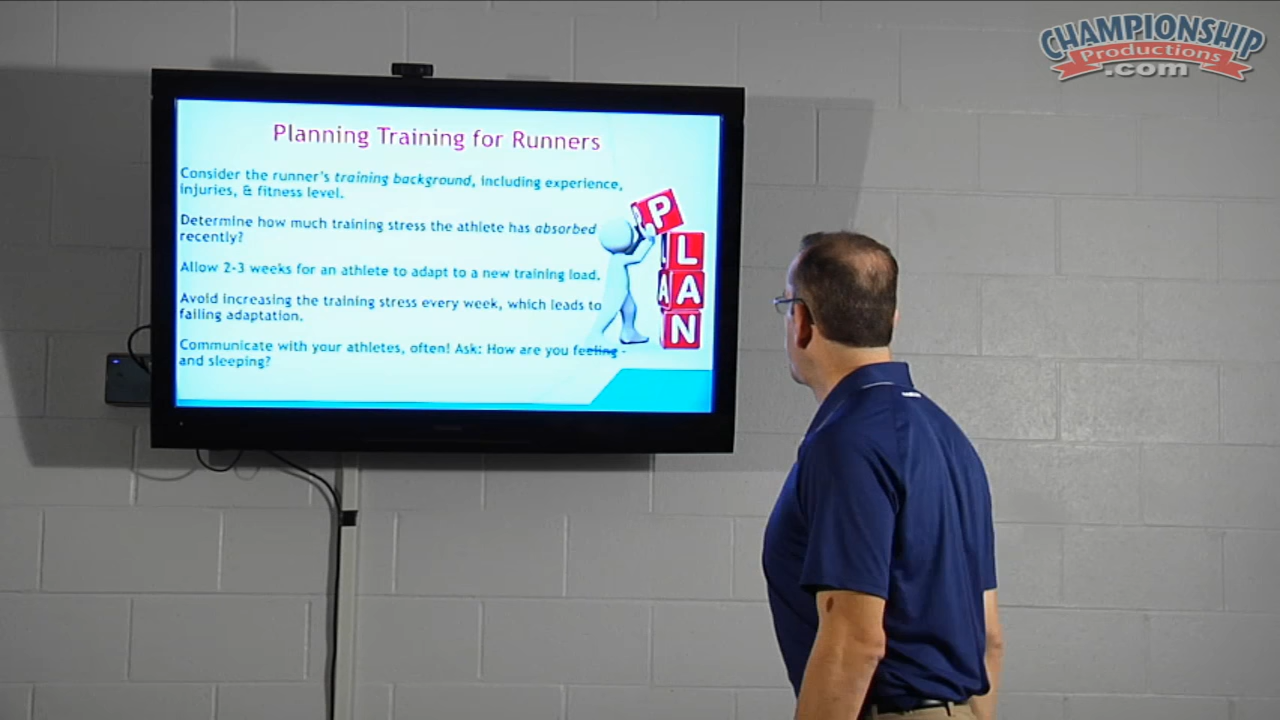 CHAMPIONSHIP
Productions
.com
Planning Training for Runners
Consider the runner's training background, including experience,
injuries, & fitness level.
Determine how much training stress the athlete has absorbed
recently?
Allow 2-3 weeks for an athlete to adapt to a new training load.
Avoid increasing the training stress every week, which leads to
failing adaptation.
Communicate with your athletes, often! Ask: How are you feeling -
and sleeping?
P
L
A A
N